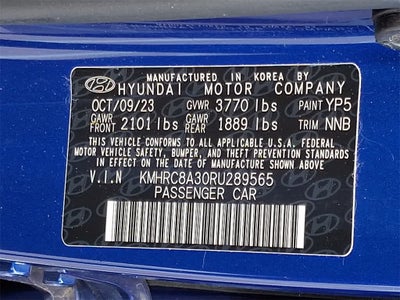 MANUFACTURED IN KOREA BY
HYUNDAI MOTOR COMPANY
OCT/09/23 GVWR 3770 lbs PAINT YP5
GAWR FRONT 2101 lbs GAWR REAR 1889 lbs TRIM NNB
THIS VEHICLE CONFORMS TO ALL APPLICABLE U.S.A. FEDERAL
MOTOR VEHICLE SAFETY, BUMPER, AND THEFT PREVENTION STANDARDS
IN EFFECT ON THE DATE OF MANUFACTURE SHOWN ABOVE
V.I.N KMHRC8A30RU289565
PASSENGER CAR